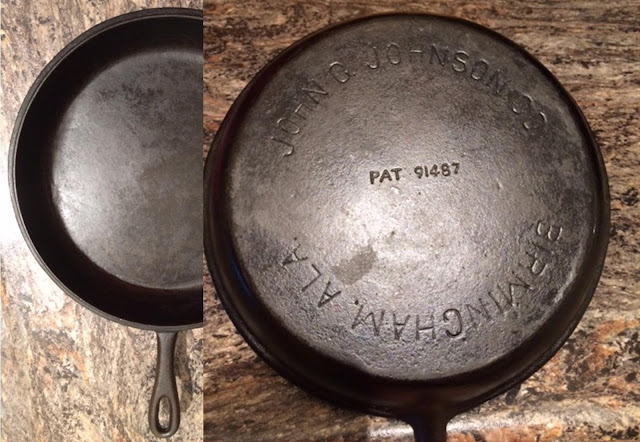 JOHN G. JOHNSON CO
PAT 91487
BIRMINGHAM, ALA